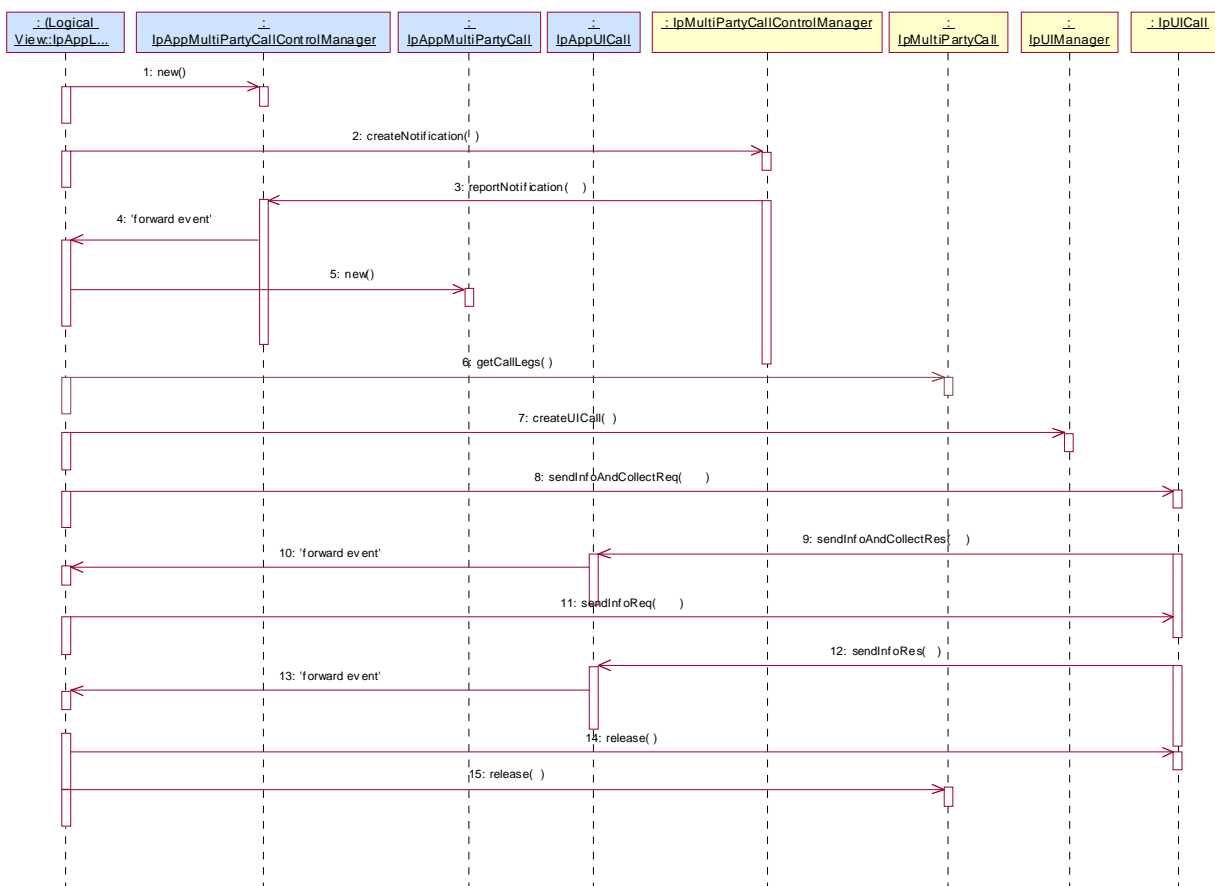 : (Logical
View::IpAppL...
:
IpAppMultiPartyCallControlManager
:
IpAppMultiPartyCall
:
IpAppUICall
: IpMultiPartyCallControlManager
:
IpMultiPartyCall
:
IpUIManager
: IpUICall
1: new()
2: createNotification( )
3: reportNotification( )
4: 'forward event'
5: new()
6: getCallLegs( )
7: createUICall( )
8: sendInfoAndCollectReq( )
9: sendInfoAndCollectRes( )
10: 'forward event'
11: sendInfoReq( )
12: sendInfoRes( )
13: 'forward event'
14: release( )
15: release( )